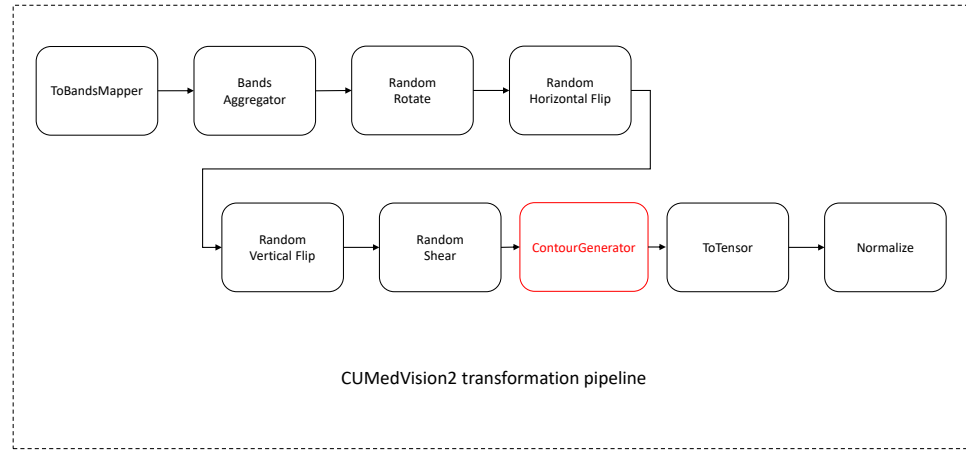 ToBandsMapper
Bands
Aggregator
Random
Rotate
Random
Horizontal Flip
Random
Vertical Flip
Random
Shear
ContourGenerator
ToTensor
Normalize
CUMedVision2 transformation pipeline